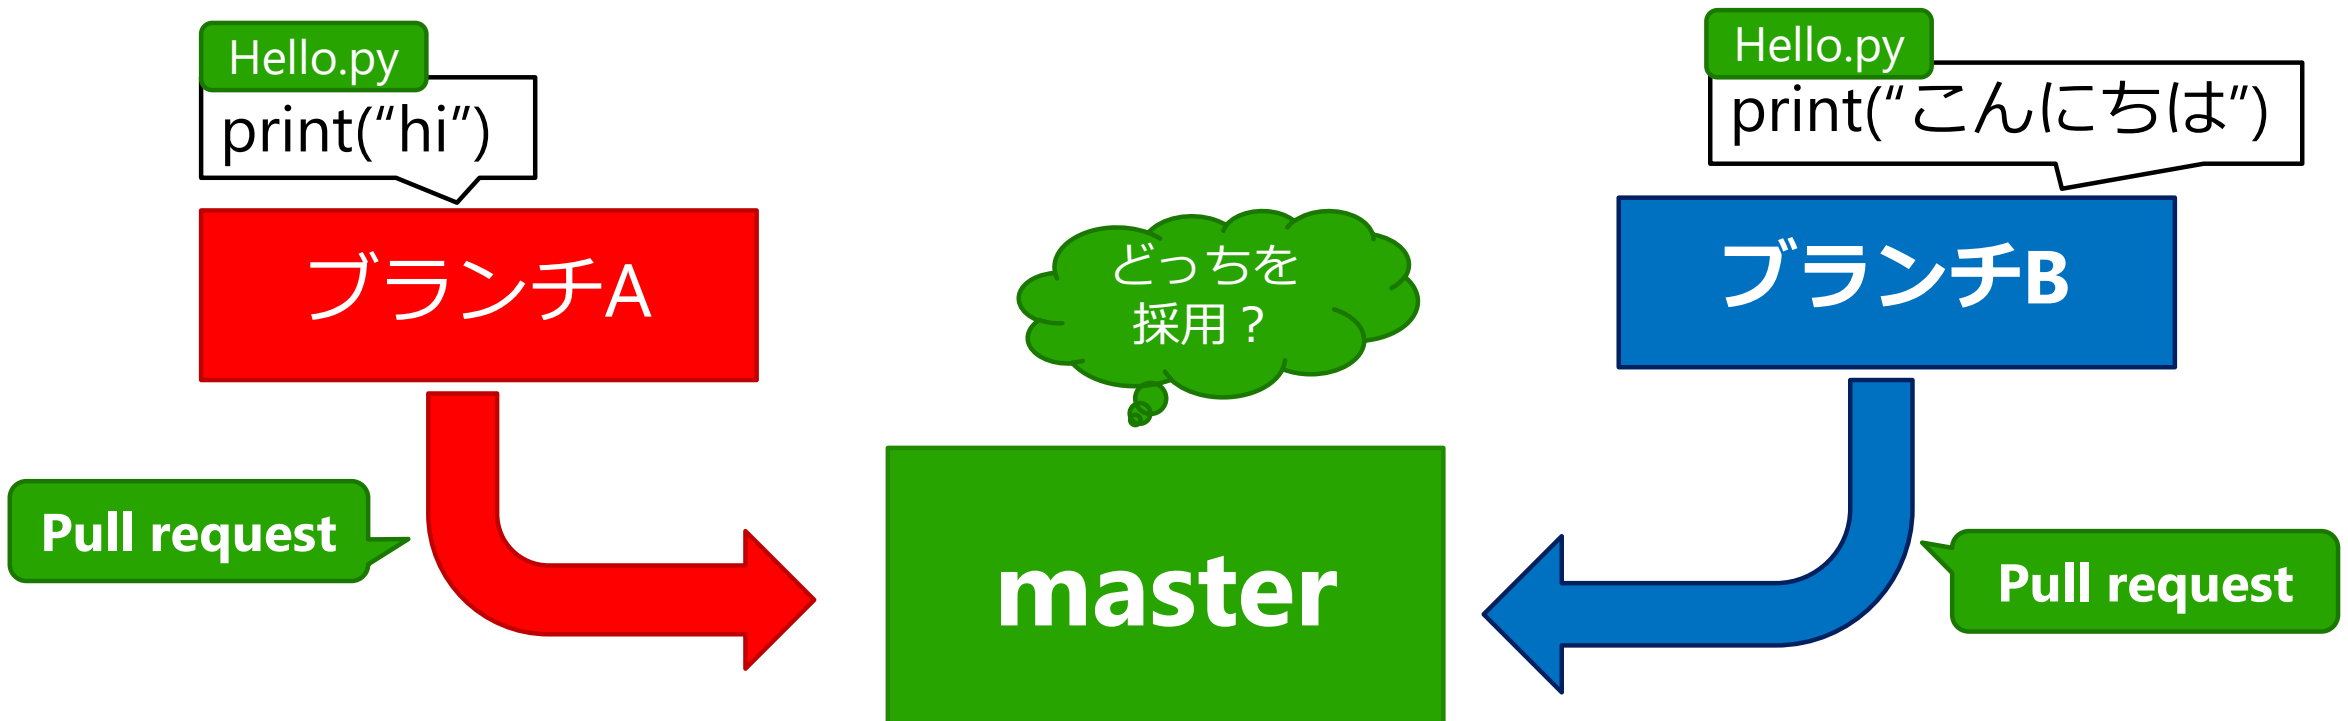 Hello.py
print(“hi”)
ブランチA
Pull request
どっちを
採用？
master
Hello.py
print(“こんにちは”)
ブランチB
Pull request